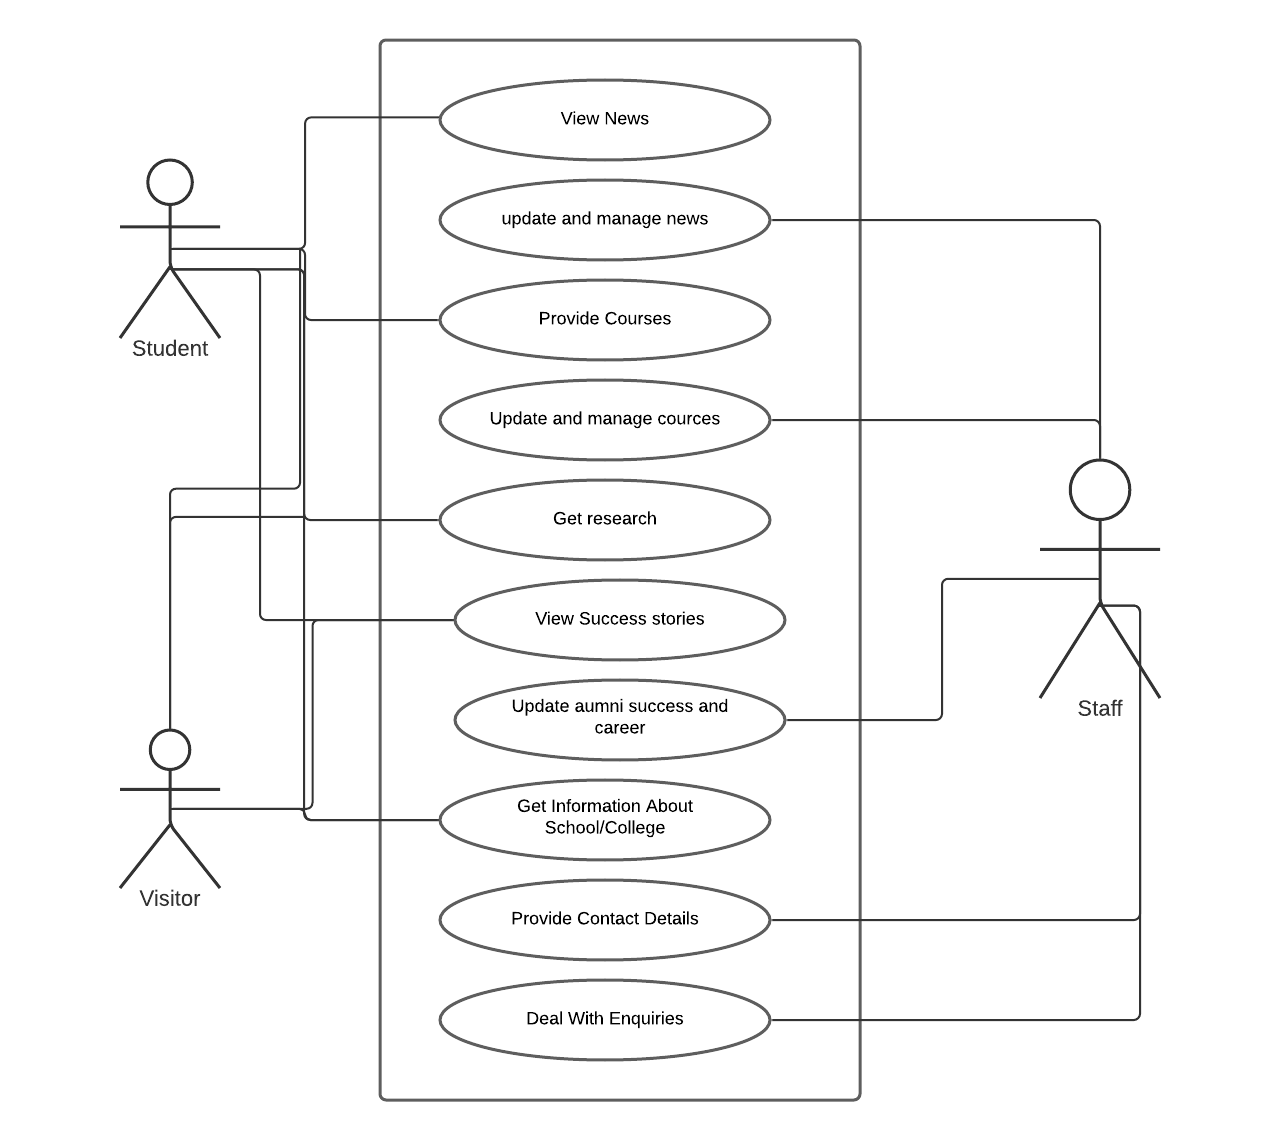 View News
update and manage news
Provide Courses
Student
Update and manage cources
Get research
View Success stories
Update aumni success and
career
Staff
Get Information About
School/College
Visitor
Provide Contact Details
Deal With Enquiries